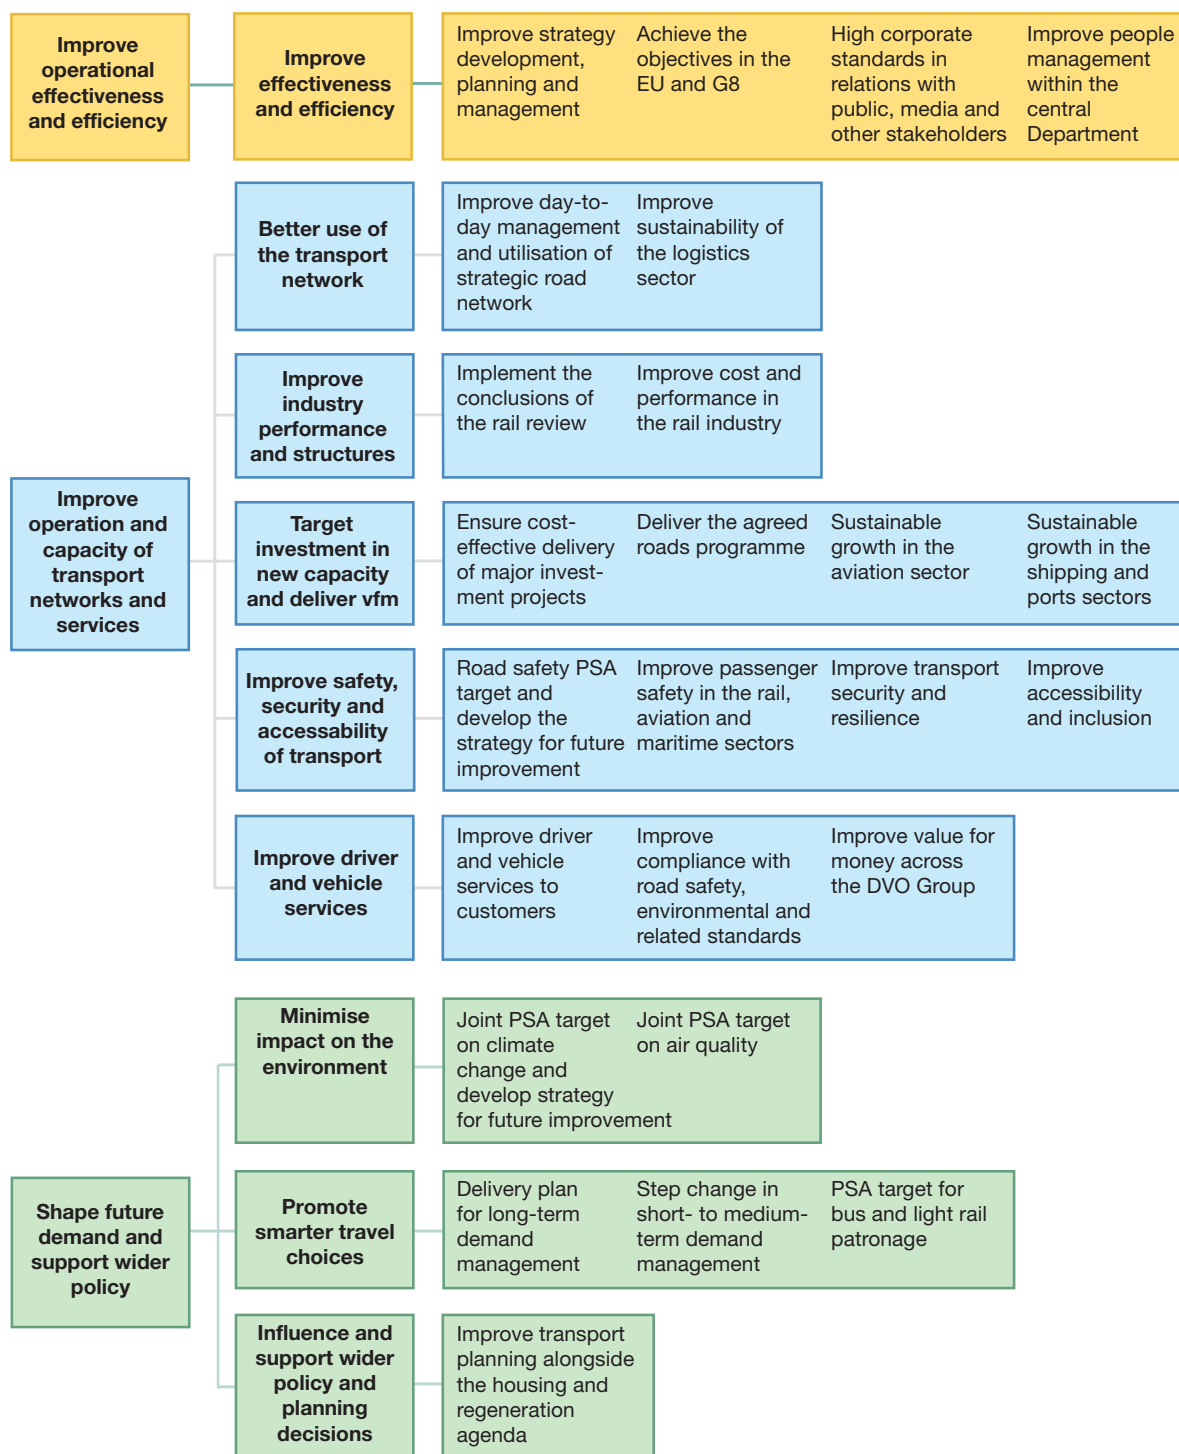 Improve
operational
effectiveness
and efficiency
Improve
effectiveness
and efficiency
Improve strategy
development,
planning and
management
Achieve the
objectives in the
EU and G8
High corporate
standards in
relations with
public, media and
other stakeholders
Improve people
management
within the
central
Department
Improve
operation and
capacity of
transport
networks and
services
Better use of
the transport
network
Improve day-to-
day management
and utilisation of
strategic road
network
Improve
sustainability of
the logistics
sector
Improve
industry
performance
and structures
Implement the
conclusions of
the rail review
Improve cost and
performance in
the rail industry
Target
investment in
new capacity
and deliver vfm
Ensure cost-
effective delivery
of major invest-
ment projects
Deliver the agreed
roads programme
Sustainable
growth in the
aviation sector
Sustainable
growth in the
shipping and
ports sectors
Improve safety,
security and
accessability
of transport
Road safety PSA
target and
develop the
strategy for future
improvement
Improve passenger
safety in the rail,
aviation and
maritime sectors
Improve transport
security and
resilience
Improve
accessibility
and inclusion
Improve driver
and vehicle
services
Improve driver
and vehicle
services to
customers
Improve
compliance with
road safety,
environmental and
related standards
Improve value for
money across
the DVO Group
Shape future
demand and
support wider
policy
Minimise
impact on the
environment
Joint PSA target
on climate
change and
develop strategy
for future improvement
Joint PSA target
on air quality
Promote
smarter travel
choices
Delivery plan
for long-term
demand
management
Step change in
short- to medium-
term demand
management
PSA target for
bus and light rail
patronage
Influence and
support wider
policy and
planning
decisions
Improve transport
planning alongside
the housing and
regeneration
agenda